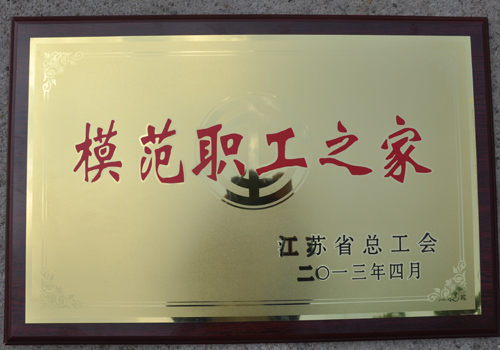 模范职工之家
江苏省总工会
二〇一三年四月